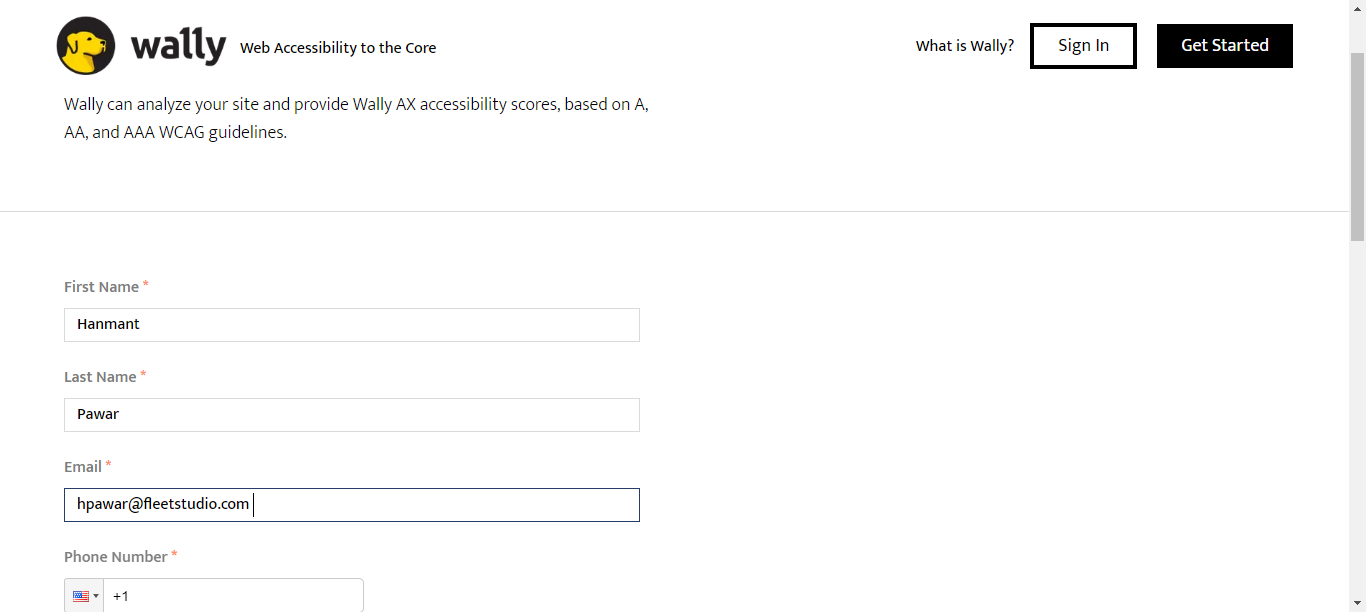 wally Web Accessibility to the Core What is Wally? Sign In Get Started
Wally can analyze your site and provide Wally AX accessibility scores, based on A,
AA, and AAA WCAG guidelines.
First Name *
Hanmant
Last Name *
Pawar
Email *
hpawar@fleetstudio.com
Phone Number *
+1